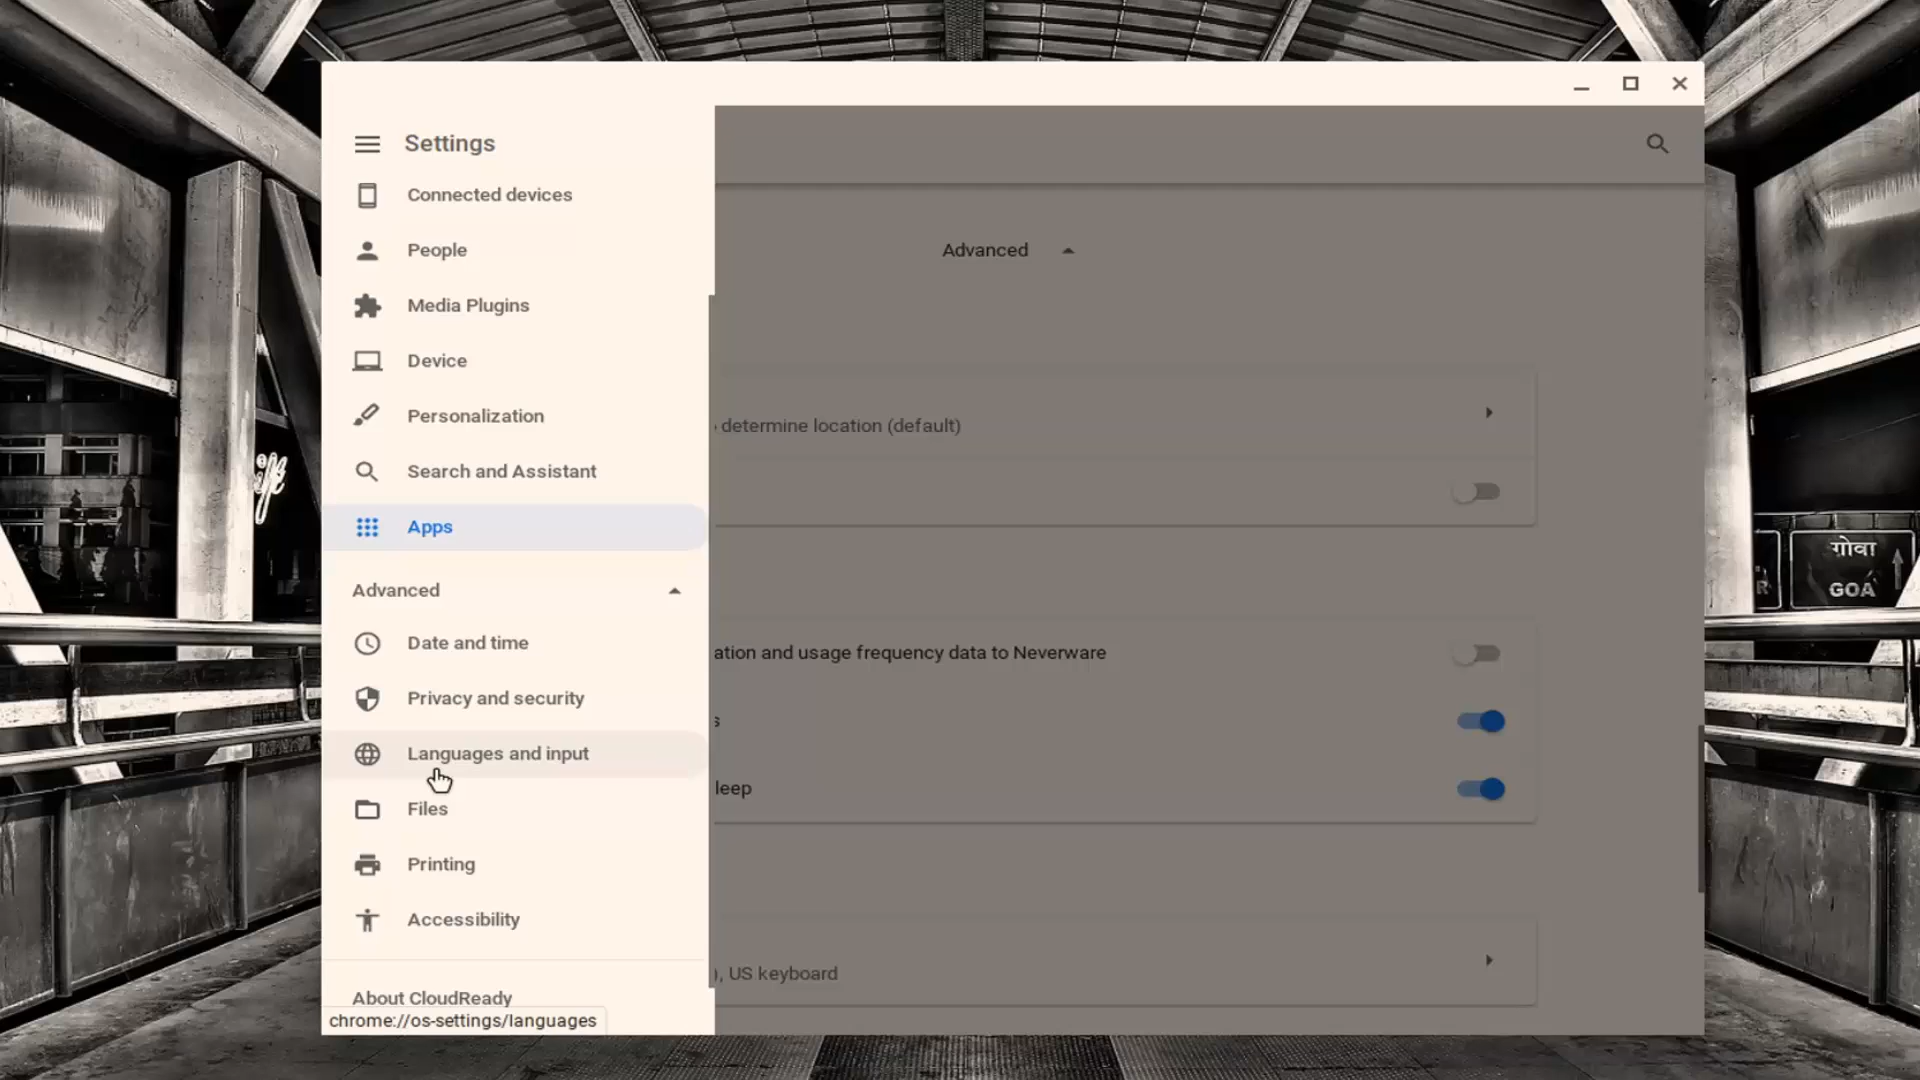 Settings
Connected devices
People
Media Plugins
Device
Personalization
Search and Assistant
Apps
Advanced
Date and time
Privacy and security
Languages and input
Files
Printing
Accessibility
About CloudReady
chrome://os-settings/languages
Advanced
determine location (default)
ation and usage frequency data to Neverware
s
leep
), US keyboard
गोवा
GOA